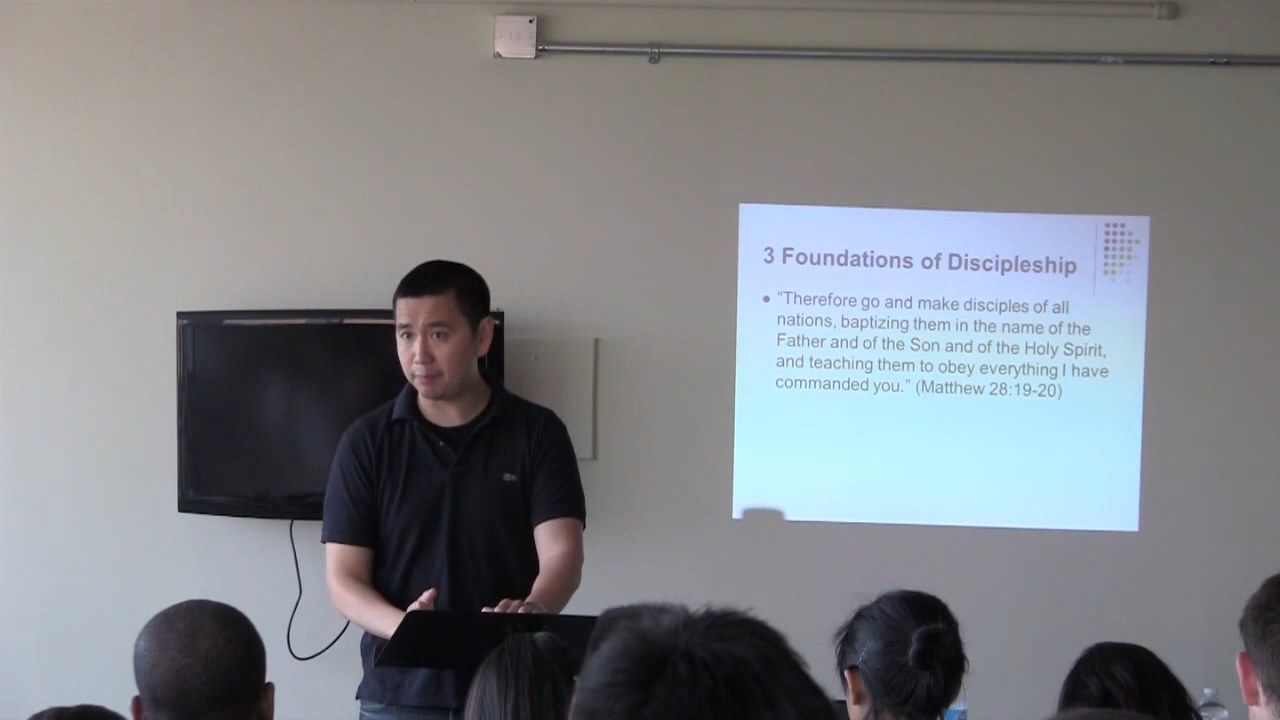 3 Foundations of Discipleship
“Therefore go and make disciples of all
nations, baptizing them in the name of the
Father and of the Son and of the Holy Spirit,
and teaching them to obey everything I have
commanded you.” (Matthew 28:19-20)